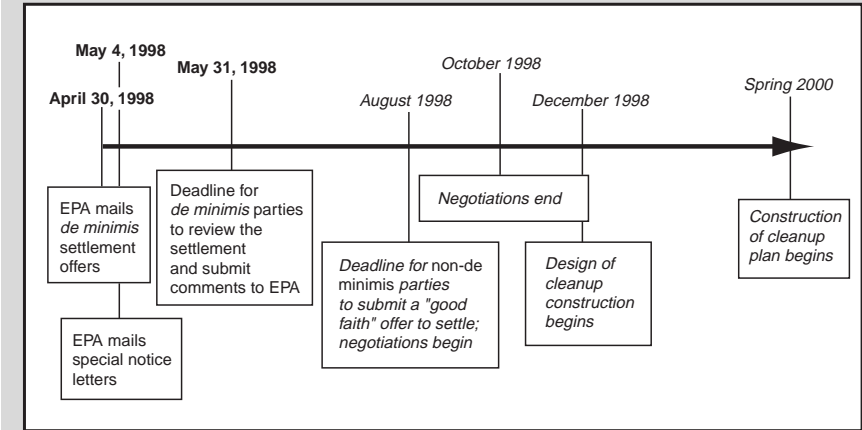 May 4, 1998
April 30, 1998
May 31, 1998
August 1998
October 1998
December 1998
Spring 2000
EPA mails
de minimis
settlement
offers
EPA mails
special notice
letters
Deadline for
de minimis parties
to review the
settlement
and submit
comments to EPA
Deadline for non-de
minimis parties
to submit a "good
faith" offer to settle;
negotiations begin
Negotiations end
Design of
cleanup
construction
begins
Construction
of cleanup
plan begins